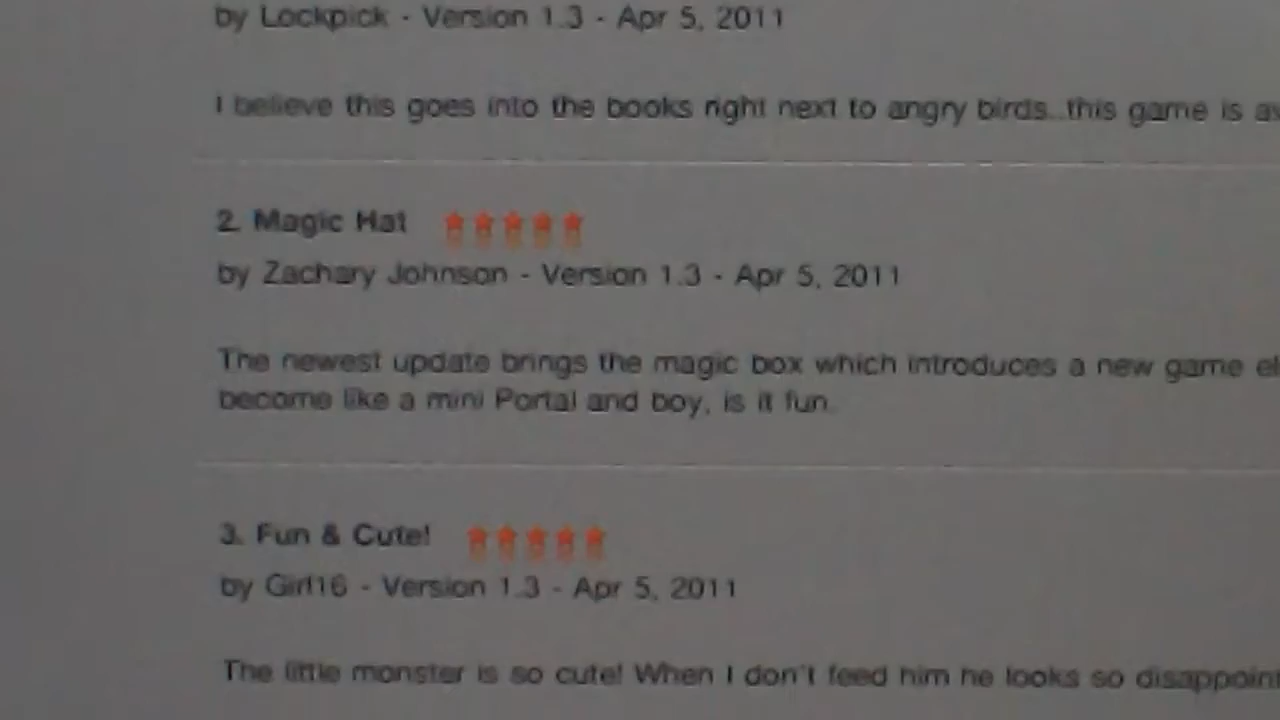 by Lockpick - Version 1.3 - Apr 5, 2011
I believe this goes into the books right next to angry birds...this game is
2. Magic Hat
by Zachary Johnson - Version 1.3 - Apr 5, 2011
The newest update brings the magic box which introduces a new game
become like a mini Portal and boy, is it fun.
3. Fun & Cute!
by Girl16 - Version 1.3 - Apr 5, 2011
The little monster is so cute! When I don't feed him he looks so